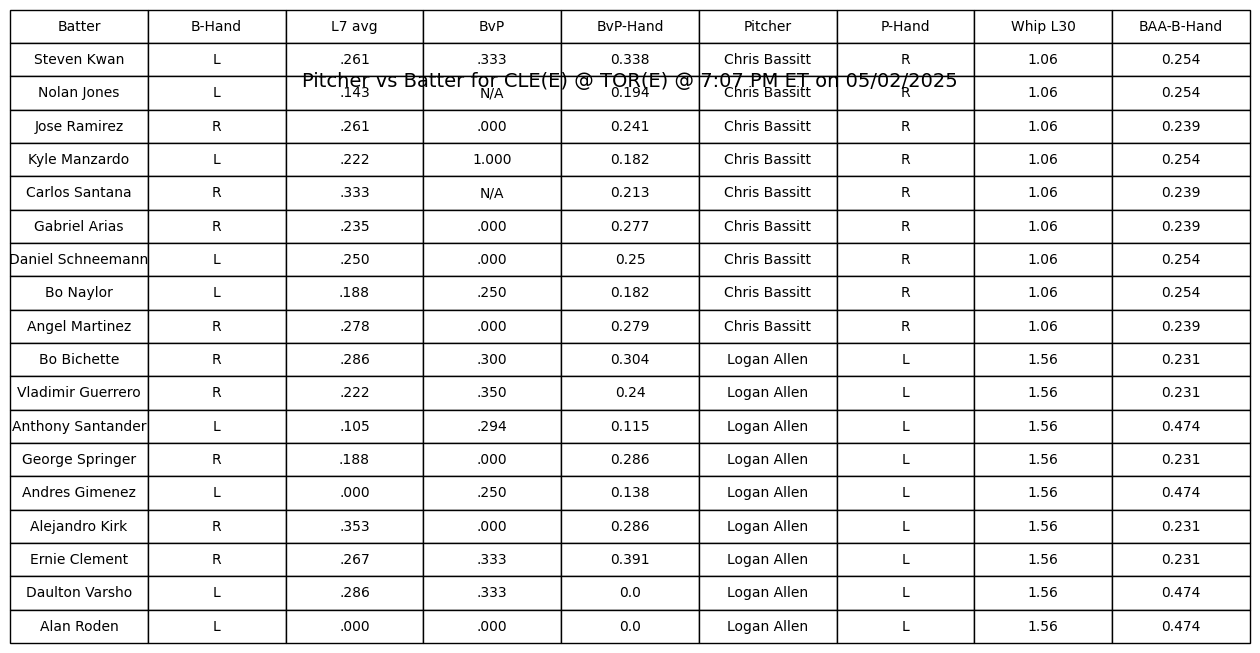 Batter B-Hand L7 avg BvP BvP-Hand Pitcher P-Hand Whip L30 BAA-B-Hand
Steven Kwan L .261 .333 0.338 Chris Bassitt R 1.06 0.254
Pitcher vs Batter for CLE(E) @ TOR(E) @ 7:07 PM ET on 05/02/2025
Nolan Jones L .143 N/A 0.194 Chris Bassitt R 1.06 0.254
Jose Ramirez R .261 .000 0.241 Chris Bassitt R 1.06 0.239
Kyle Manzardo L .222 1.000 0.182 Chris Bassitt R 1.06 0.254
Carlos Santana R .333 N/A 0.213 Chris Bassitt R 1.06 0.239
Gabriel Arias R .235 .000 0.277 Chris Bassitt R 1.06 0.239
Daniel Schneemann L .250 .000 0.25 Chris Bassitt R 1.06 0.254
Bo Naylor L .188 .250 0.182 Chris Bassitt R 1.06 0.254
Angel Martinez R .278 .000 0.279 Chris Bassitt R 1.06 0.239
Bo Bichette R .286 .300 0.304 Logan Allen L 1.56 0.231
Vladimir Guerrero R .222 .350 0.24 Logan Allen L 1.56 0.231
Anthony Santander L .105 .294 0.115 Logan Allen L 1.56 0.474
George Springer R .188 .000 0.286 Logan Allen L 1.56 0.231
Andres Gimenez L .000 .250 0.138 Logan Allen L 1.56 0.474
Alejandro Kirk R .353 .000 0.286 Logan Allen L 1.56 0.231
Ernie Clement R .267 .333 0.391 Logan Allen L 1.56 0.231
Daulton Varsho L .286 .333 0.0 Logan Allen L 1.56 0.474
Alan Roden L .000 .000 0.0 Logan Allen L 1.56 0.474